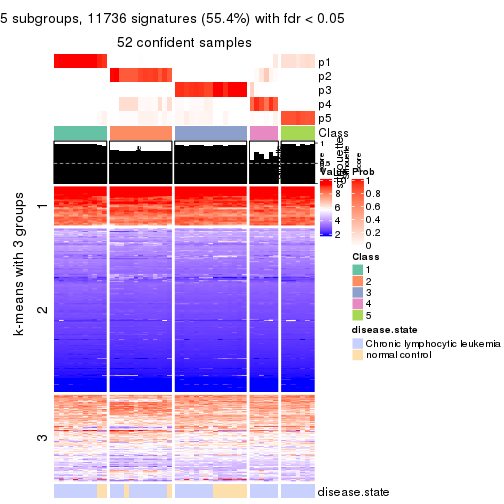 5 subgroups, 11736 signatures (55.4%) with fdr < 0.05
52 confident samples
p1
p2
p3
p4
p5
Class
1
silhouette
score
Value
8
6
4
2
Prob
1
0.8
0.6
0.4
0.2
0
Class
1
2
3
4
5
disease.state
Chronic lymphocytic leukemia
normal control
k-means with 3 groups
1
2
3
disease.state